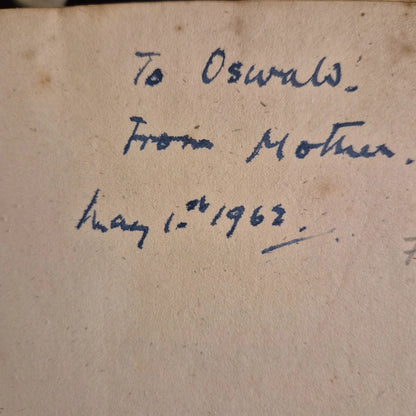 To Oswald.
From Mother.
May 1st 1962